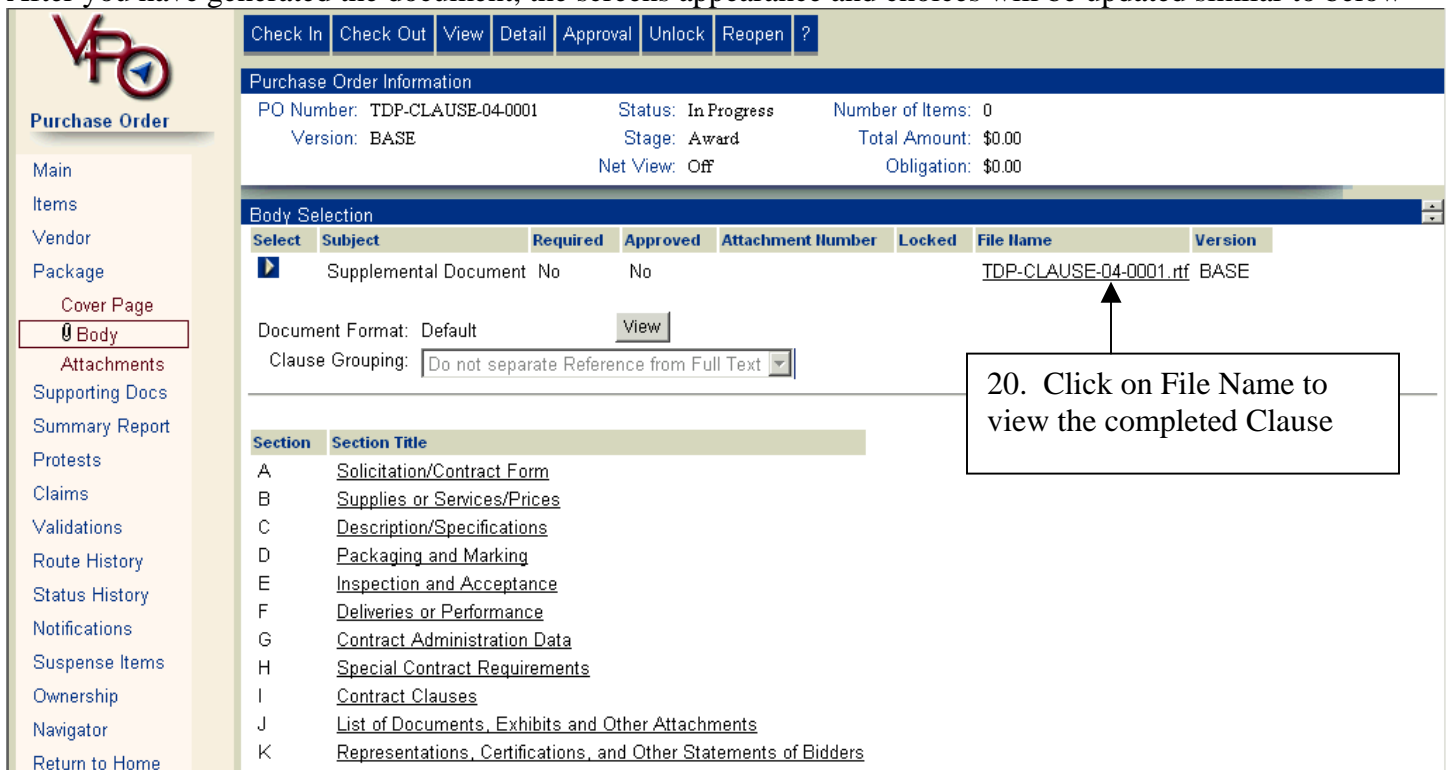 After you have generated the document, the screens appearance and choices will be updated similar to below
VPO
Check In Check Out View Detail Approval Unlock Reopen ?
Purchase Order Information
PO Number: TDP-CLAUSE-04-0001 Status: In Progress Number of Items: 0
Version: BASE Stage: Award Total Amount: $0.00
Net View: Off Obligation: $0.00
Purchase Order
Main
Items
Vendor
Package
Cover Page
Body
Attachments
Supporting Docs
Summary Report
Protests
Claims
Validations
Route History
Status History
Notifications
Suspense Items
Ownership
Navigator
Return to Home
Body Selection
Select Subject Required Approved Attachment Number Locked File Name Version
Supplemental Document No No TDP-CLAUSE-04-0001.rtf BASE
Document Format: Default View
Clause Grouping: Do not separate Reference from Full Text
20. Click on File Name to
view the completed Clause
Section Section Title
A Solicitation/Contract Form
B Supplies or Services/Prices
C Description/Specifications
D Packaging and Marking
E Inspection and Acceptance
F Deliveries or Performance
G Contract Administration Data
H Special Contract Requirements
I Contract Clauses
J List of Documents, Exhibits and Other Attachments
K Representations, Certifications, and Other Statements of Bidders